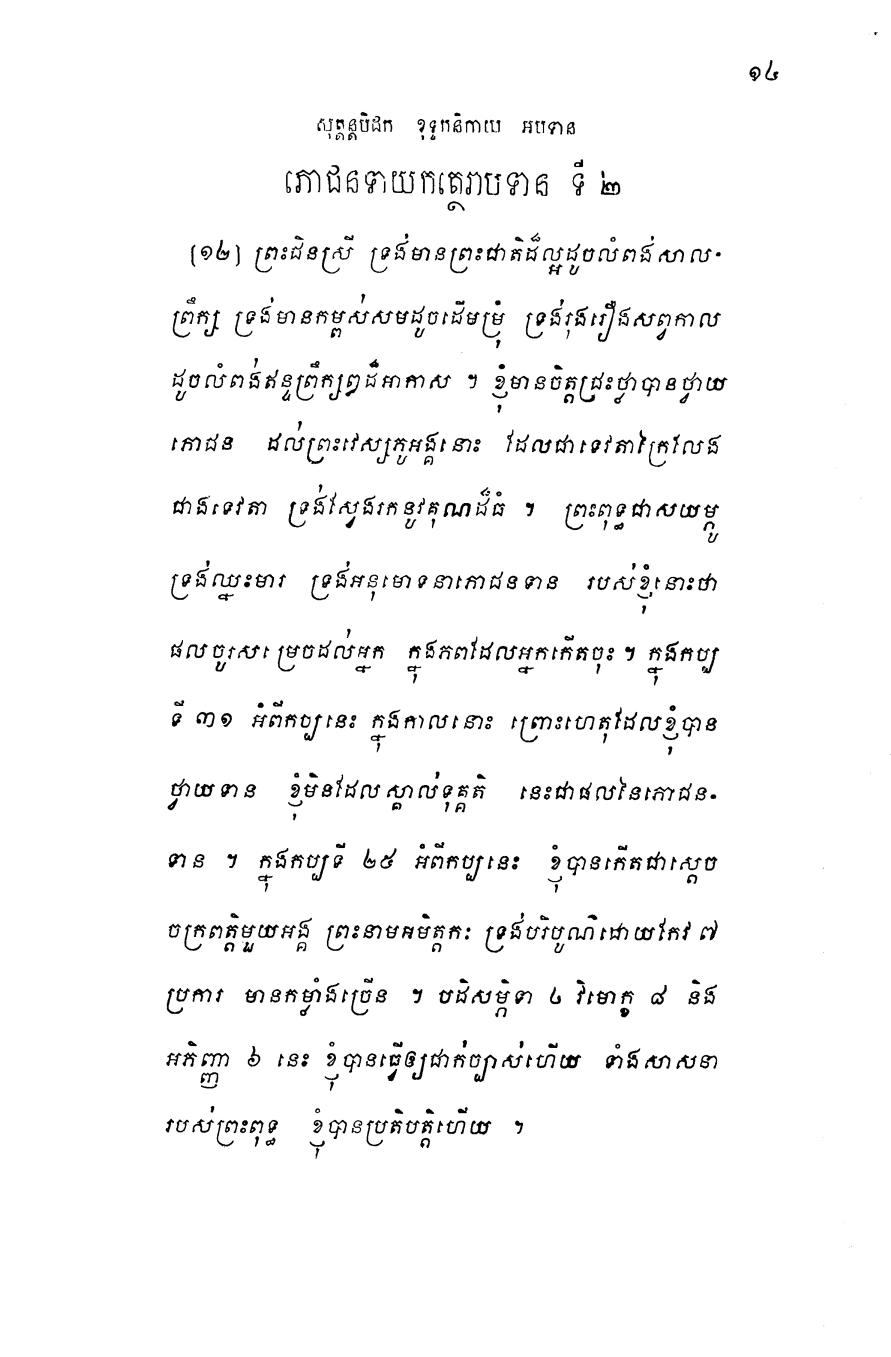 ១៤
សុត្តន្តបិដក ខុទ្ទកនិកាយ អបទាន
ភោជនទាយកត្ថេរាបទាន ទី ២
(១២) ព្រះជិនស្រី ទ្រង់មានព្រះជាតិដ៏ល្អដូចលំពង់សាល-
ព្រឹក្ស ទ្រង់មានកម្ពស់សមដូចដើមម្រុំ ទ្រង់រុងរឿងសព្វកាល
ដូចលំពង់ឥន្ទព្រឹក្សឰដ៏អាកាស ។ ខ្ញុំមានចិត្តជ្រះថ្លាបានថ្វាយ
ភោជន ដល់ព្រះវេស្សភូអង្គនោះ ដែលជាទេវតាក្រៃលែង
ជាងទេវតា ទ្រង់ស្វែងរកនូវគុណដ៏ធំ ។ ព្រះពុទ្ធជាសយម្ភូ
ទ្រង់ឈ្នះមារ ទ្រង់អនុមោទនាភោជនទាន របស់ខ្ញុំនោះថា
ផលចូរសម្រេចដល់អ្នក ក្នុងភពដែលអ្នកកើតចុះ ។ ក្នុងកប្ប
ទី ៣១ អំពីកប្បនេះ ក្នុងកាលនោះ ព្រោះហេតុដែលខ្ញុំបាន
ថ្វាយទាន ខ្ញុំមិនដែលស្គាល់ទុគ្គតិ នេះជាផលនៃភោជន-
ទាន ។ ក្នុងកប្បទី ២៥ អំពីកប្បនេះ ខ្ញុំបានកើតជាស្តេច
ចក្រពត្តិមួយអង្គ ព្រះនាមអមិត្តកៈ ទ្រង់បរិបូណ៌ដោយកែវ ៧
ប្រការ មានកម្លាំងច្រើន ។ បដិសម្ភិទា ៤ វិមោក្ខ ៨ និង
អភិញ្ញា ៦ នេះ ខ្ញុំបានធ្វើឲ្យជាក់ច្បាស់ហើយ ទាំងសាសនា
របស់ព្រះពុទ្ធ ខ្ញុំបានប្រតិបត្តិហើយ ។